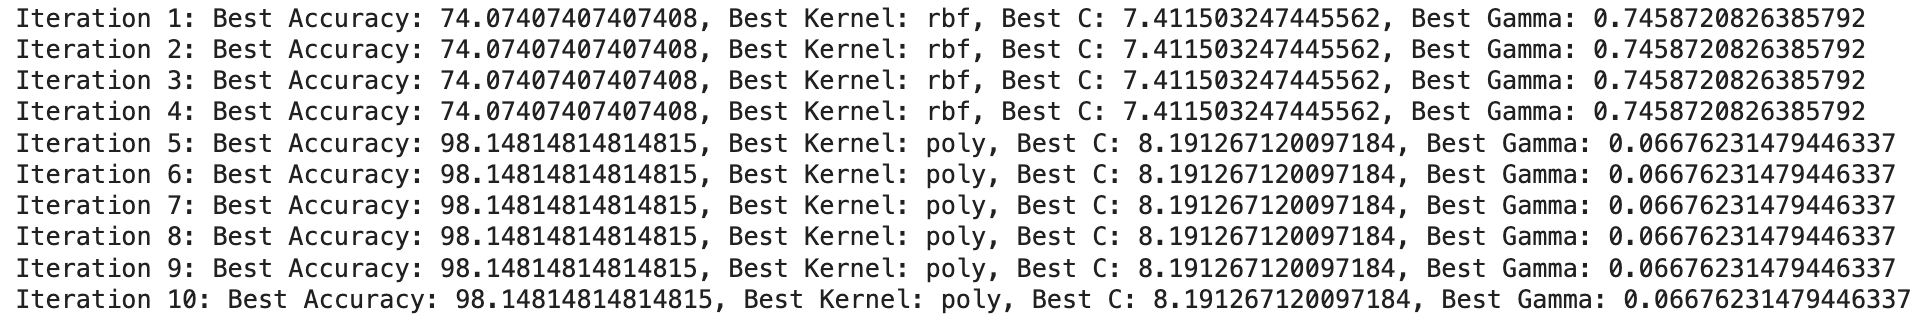 Iteration 1: Best Accuracy: 74.07407407407408, Best Kernel: rbf, Best C: 7.411503247445562, Best Gamma: 0.7458720826385792
Iteration 2: Best Accuracy: 74.07407407407408, Best Kernel: rbf, Best C: 7.411503247445562, Best Gamma: 0.7458720826385792
Iteration 3: Best Accuracy: 74.07407407407408, Best Kernel: rbf, Best C: 7.411503247445562, Best Gamma: 0.7458720826385792
Iteration 4: Best Accuracy: 74.07407407407408, Best Kernel: rbf, Best C: 7.411503247445562, Best Gamma: 0.7458720826385792
Iteration 5: Best Accuracy: 98.14814814814815, Best Kernel: poly, Best C: 8.191267120097184, Best Gamma: 0.06676231479446337
Iteration 6: Best Accuracy: 98.14814814814815, Best Kernel: poly, Best C: 8.191267120097184, Best Gamma: 0.06676231479446337
Iteration 7: Best Accuracy: 98.14814814814815, Best Kernel: poly, Best C: 8.191267120097184, Best Gamma: 0.06676231479446337
Iteration 8: Best Accuracy: 98.14814814814815, Best Kernel: poly, Best C: 8.191267120097184, Best Gamma: 0.06676231479446337
Iteration 9: Best Accuracy: 98.14814814814815, Best Kernel: poly, Best C: 8.191267120097184, Best Gamma: 0.06676231479446337
Iteration 10: Best Accuracy: 98.14814814814815, Best Kernel: poly, Best C: 8.191267120097184, Best Gamma: 0.06676231479446337